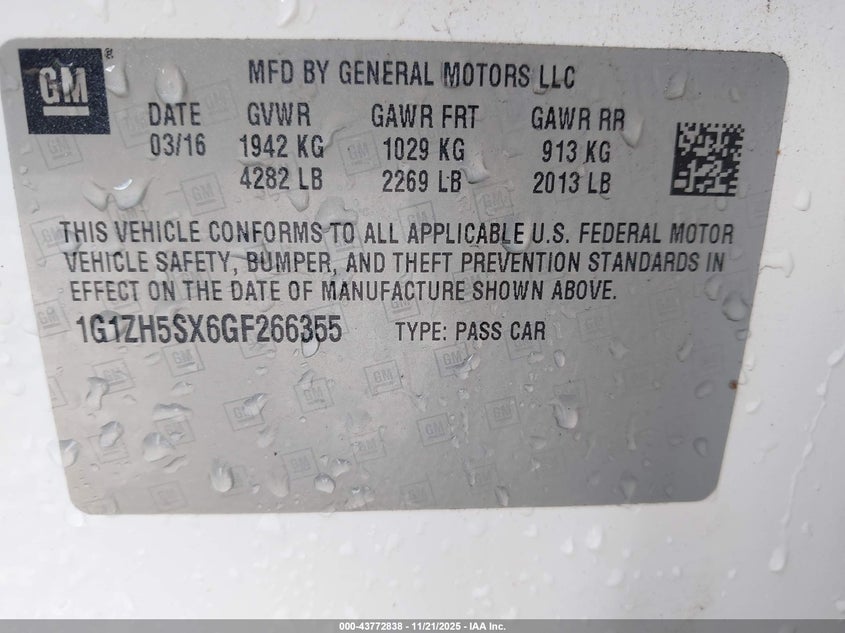 GM ®
MFD BY GENERAL MOTORS LLC
DATE GVWR GAWR FRT GAWR RR
03/16 1942 KG 1029 KG 913 KG
4282 LB 2269 LB 2013 LB
THIS VEHICLE CONFORMS TO ALL APPLICABLE U.S. FEDERAL MOTOR
VEHICLE SAFETY, BUMPER, AND THEFT PREVENTION STANDARDS IN
EFFECT ON THE DATE OF MANUFACTURE SHOWN ABOVE.
1G1ZH5SX6GF266355 TYPE: PASS CAR
000-43772838 - 11/21/2025 - IAA Inc.